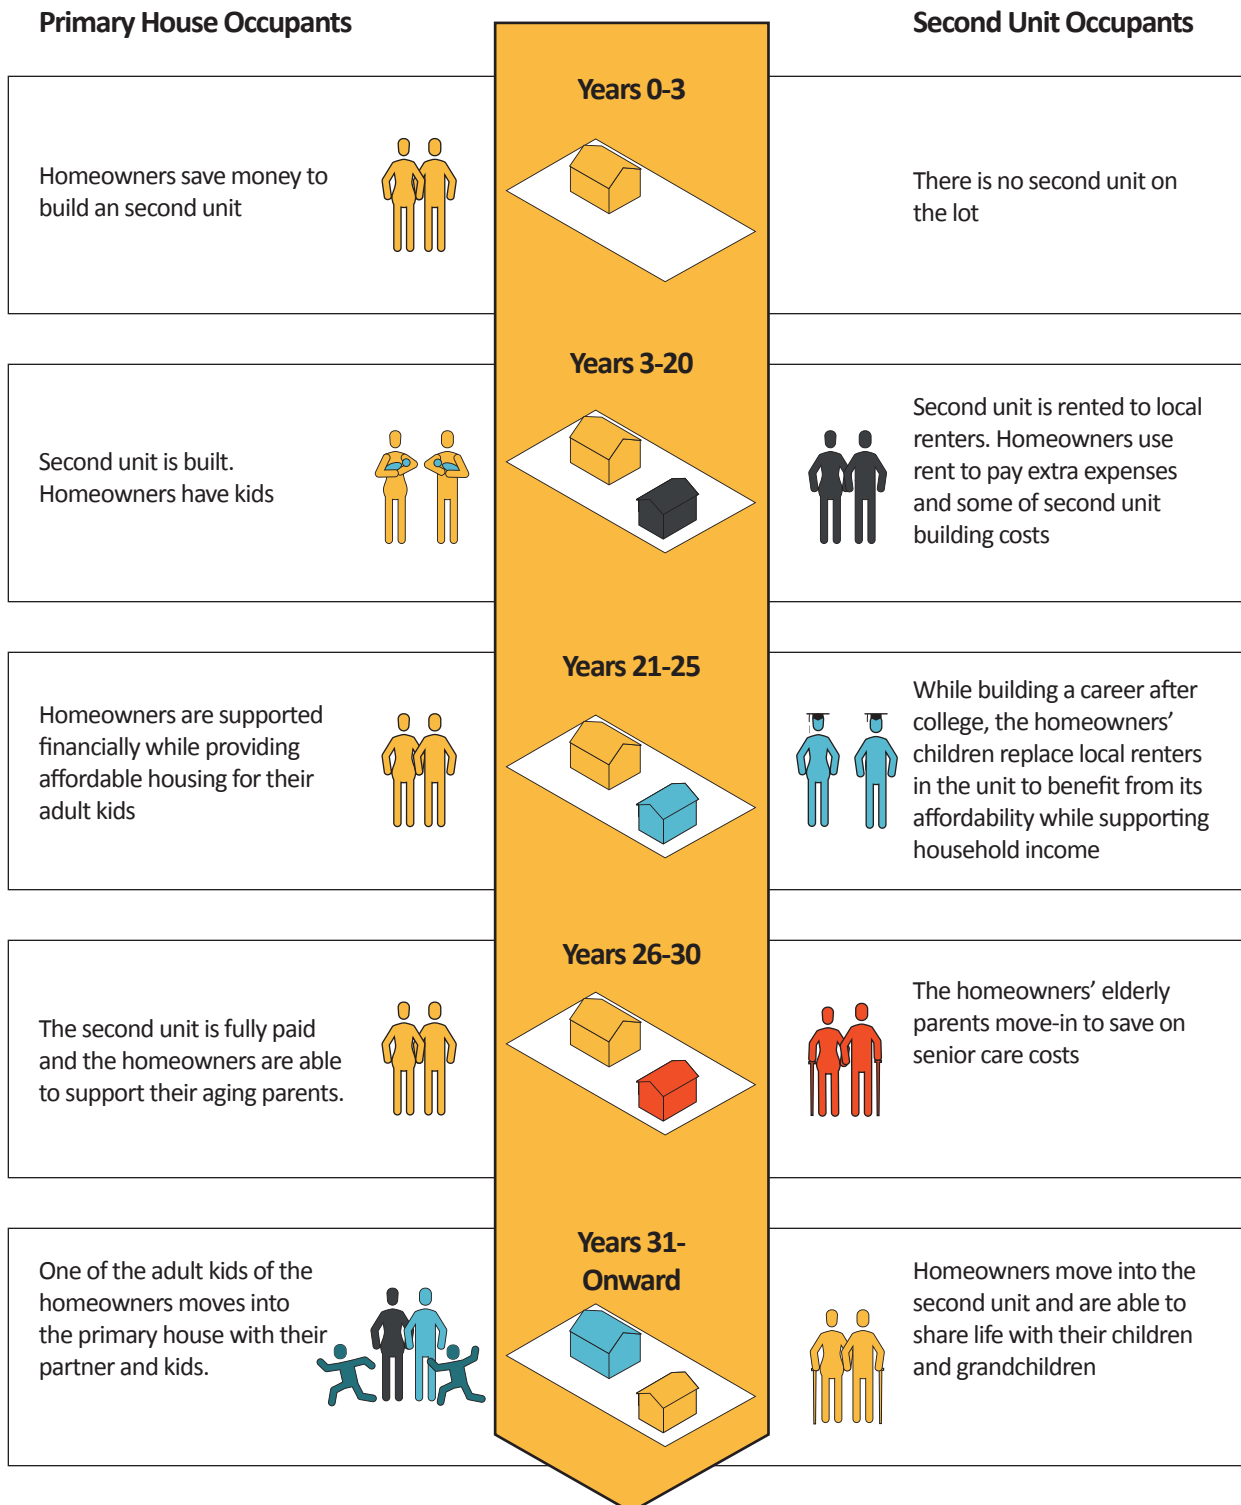 Primary House Occupants
Second Unit Occupants
Years 0-3
Homeowners save money to
build an second unit
There is no second unit on
the lot
Years 3-20
Second unit is built.
Homeowners have kids
Second unit is rented to local
renters. Homeowners use
rent to pay extra expenses
and some of second unit
building costs
Years 21-25
Homeowners are supported
financially while providing
affordable housing for their
adult kids
While building a career after
college, the homeowners’
children replace local renters
in the unit to benefit from its
affordability while supporting
household income
Years 26-30
The second unit is fully paid
and the homeowners are able
to support their aging parents.
The homeowners’ elderly
parents move-in to save on
senior care costs
Years 31-
Onward
One of the adult kids of the
homeowners moves into
the primary house with their
partner and kids.
Homeowners move into the
second unit and are able to
share life with their children
and grandchildren